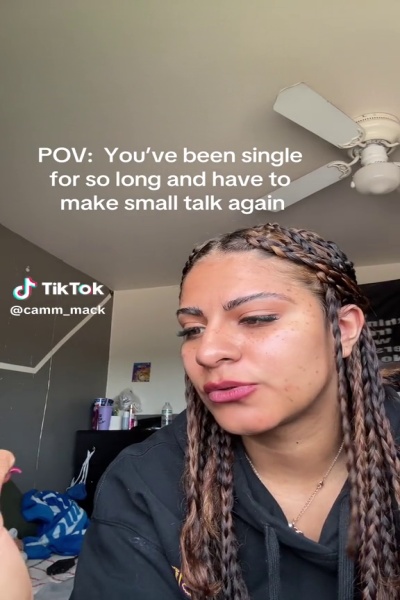 POV: You've been single
for so long and have to
make small talk again
TikTok
@camm_mack